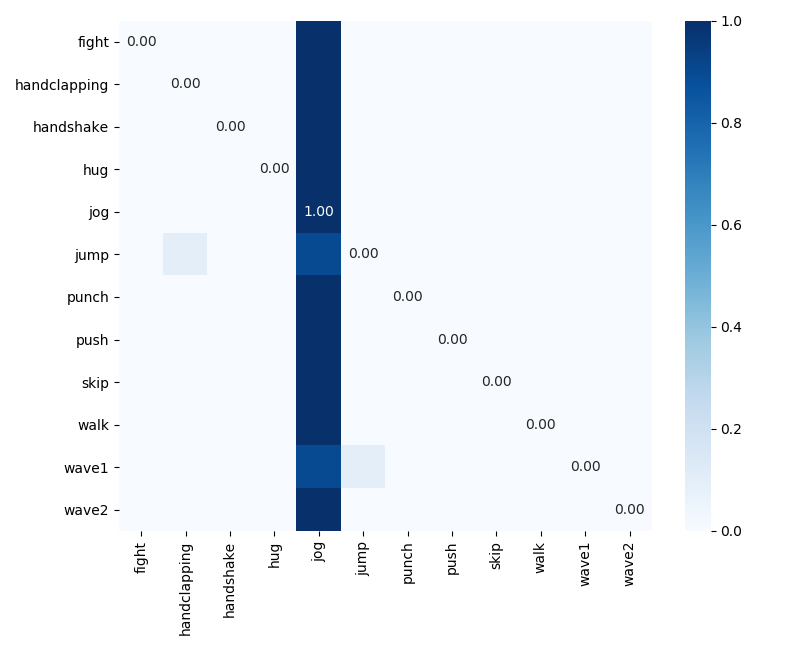 1.0
fight 0.00
handclapping 0.00
0.8
handshake 0.00
hug 0.00
0.6
jog 1.00
jump 0.00
0.4
punch 0.00
push 0.00
skip 0.00
0.2
walk 0.00
wave1 0.00
wave2 0.00
0.0
fight
handclapping
handshake
hug
jog
jump
punch
push
skip
walk
wave1
wave2